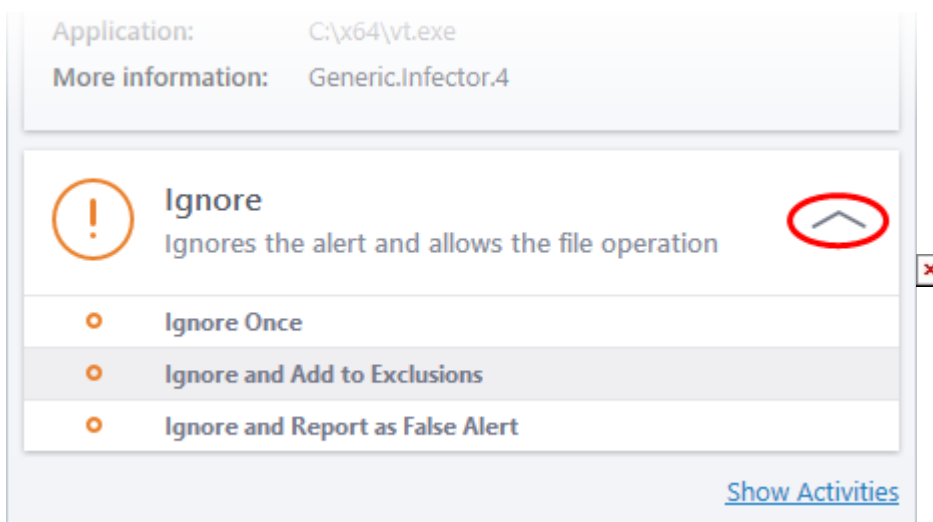 Application: C:\x64\vt.exe
More information: Generic.Infector.4
Ignore
Ignores the alert and allows the file operation
Ignore Once
Ignore and Add to Exclusions
Ignore and Report as False Alert
Show Activities